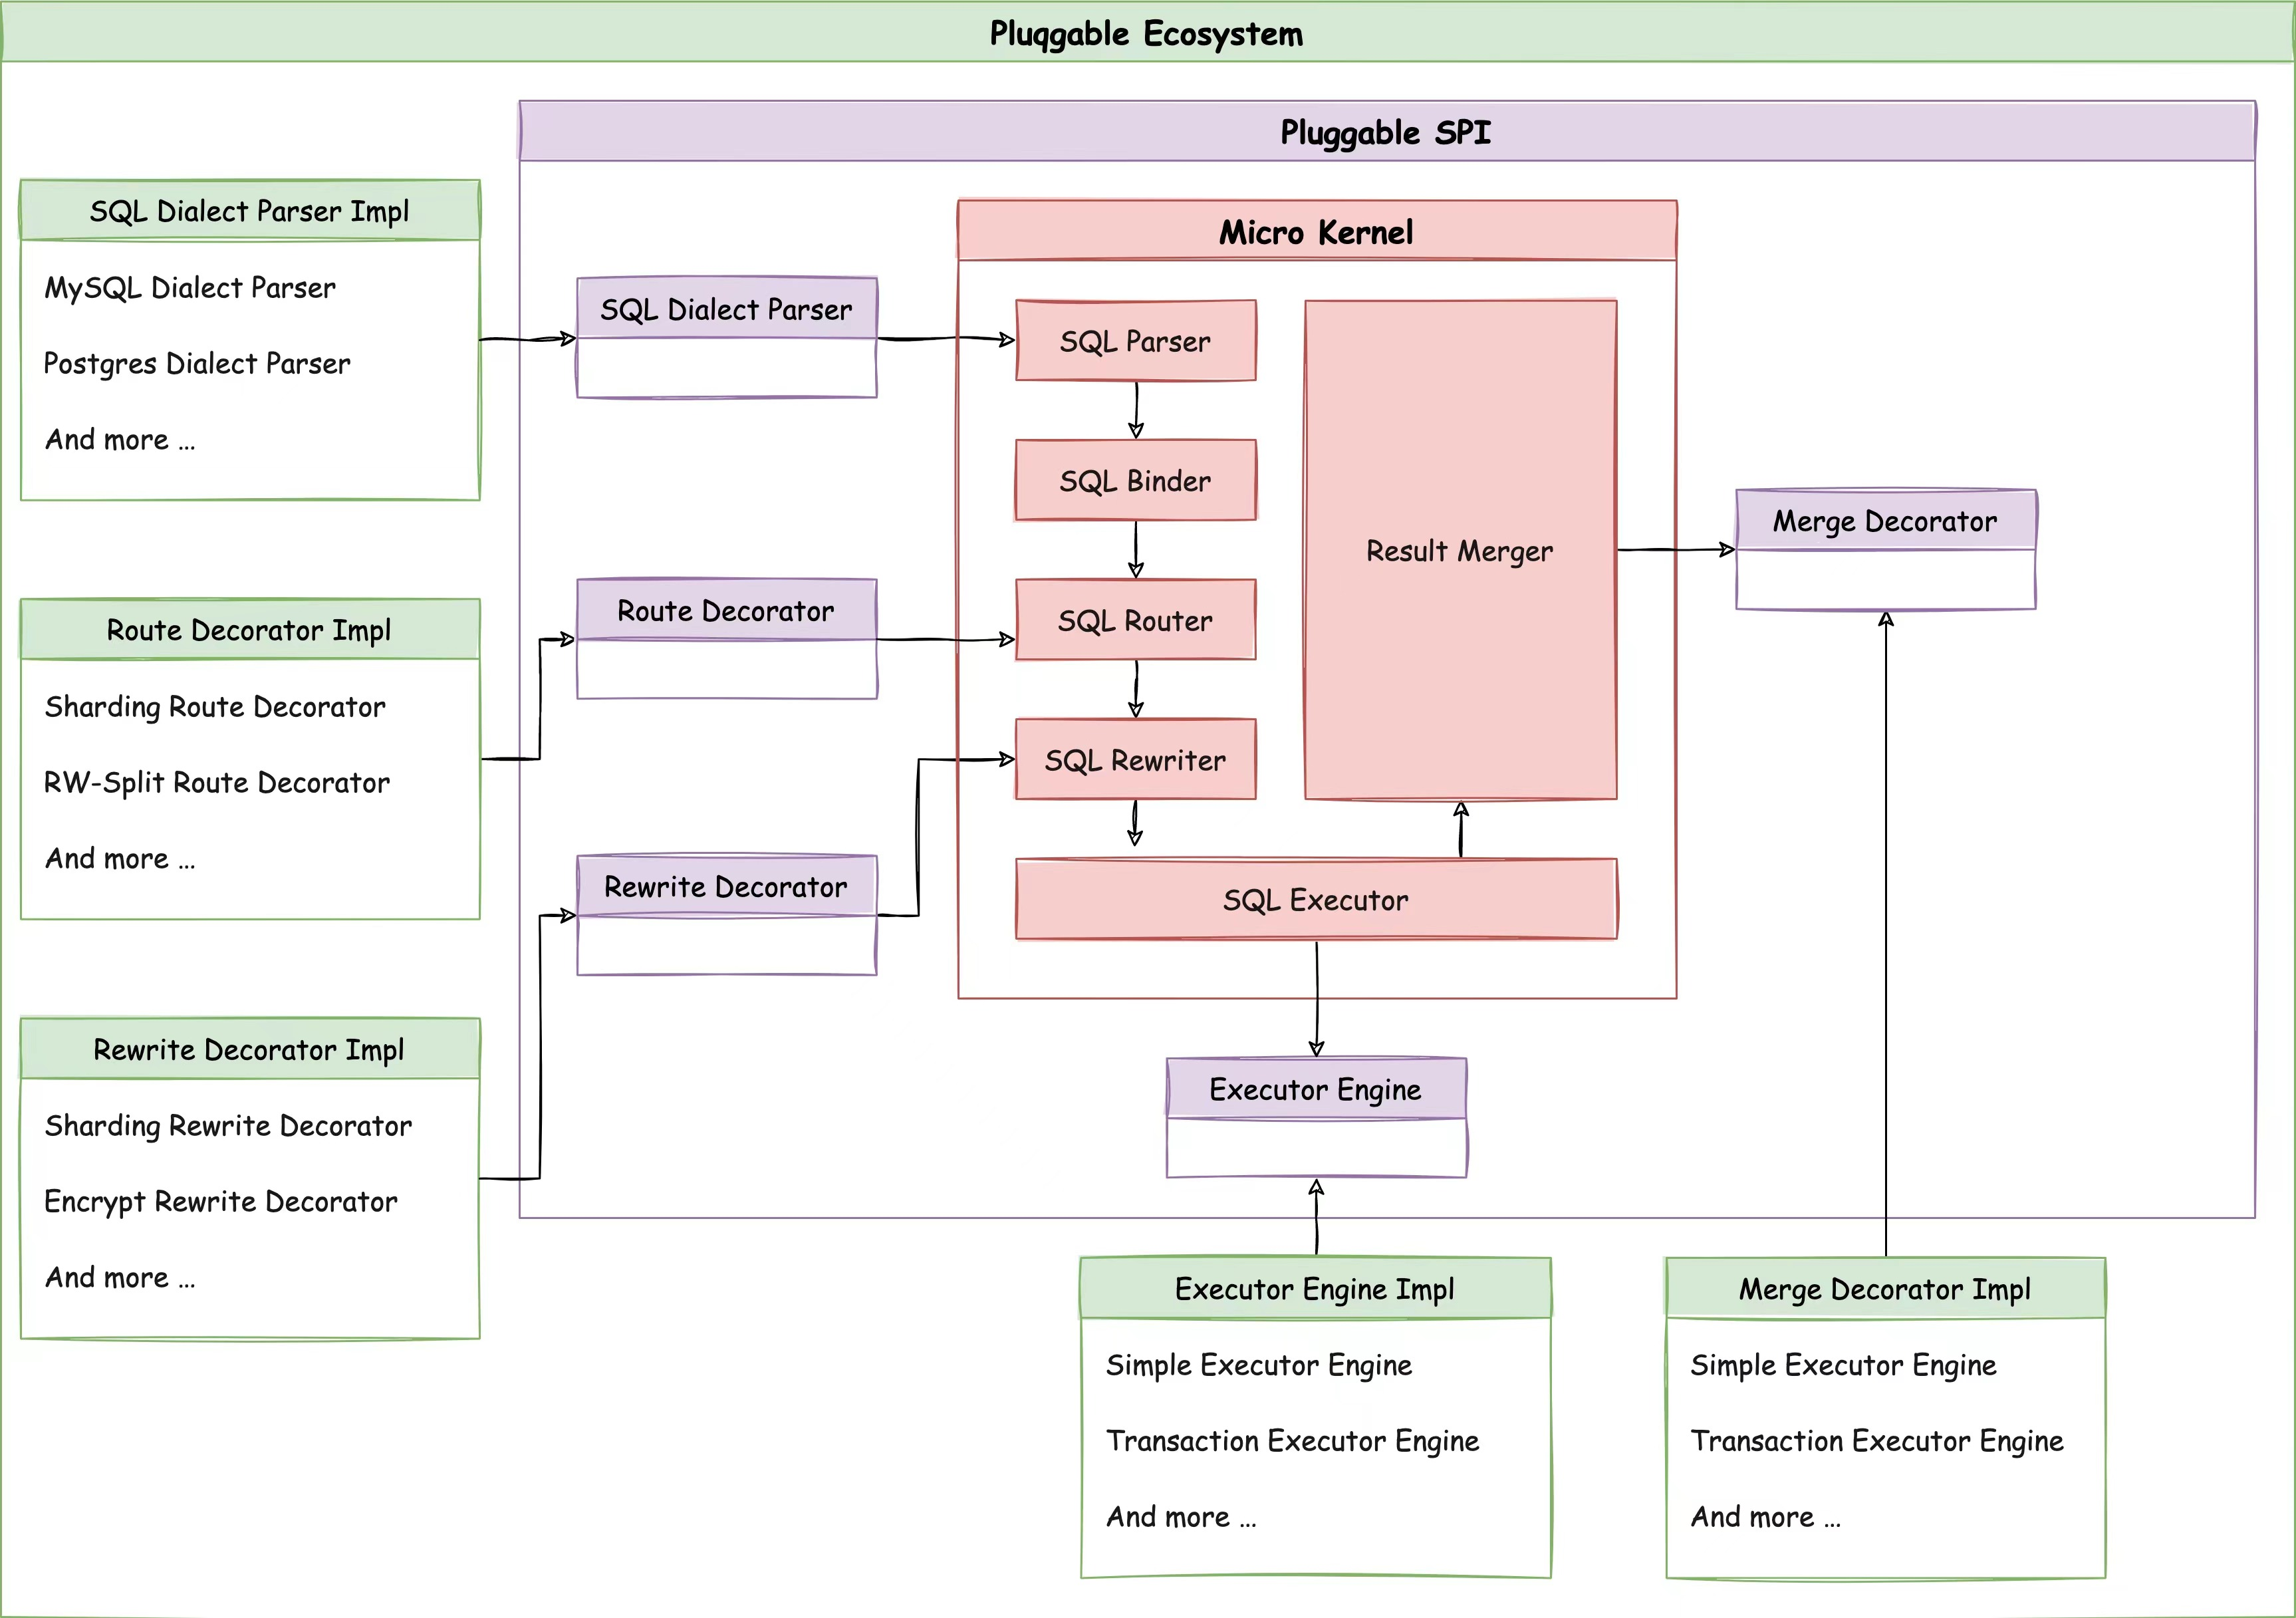 Pluggable Ecosystem
Pluggable SPI
SQL Dialect Parser Impl
MySQL Dialect Parser
Postgres Dialect Parser
And more ...
Route Decorator Impl
Sharding Route Decorator
RW-Split Route Decorator
And more ...
Rewrite Decorator Impl
Sharding Rewrite Decorator
Encrypt Rewrite Decorator
And more ...
SQL Dialect Parser
Route Decorator
Rewrite Decorator
Micro Kernel
SQL Parser
SQL Binder
SQL Router
SQL Rewriter
Result Merger
SQL Executor
Merge Decorator
Executor Engine
Executor Engine Impl
Simple Executor Engine
Transaction Executor Engine
And more ...
Merge Decorator Impl
Simple Executor Engine
Transaction Executor Engine
And more ...